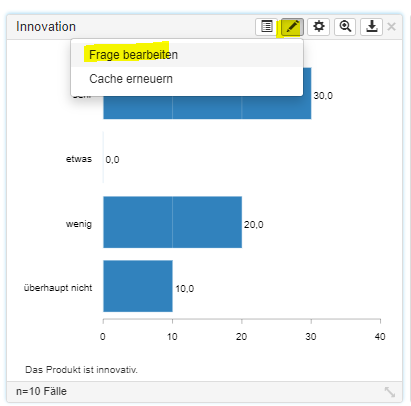 Innovation
Frage bearbeiten
Cache erneuern
30,0
etwas
0,0
wenig
20,0
überhaupt nicht
10,0
0 10 20 30 40
Das Produkt ist innovativ.
n=10 Fälle